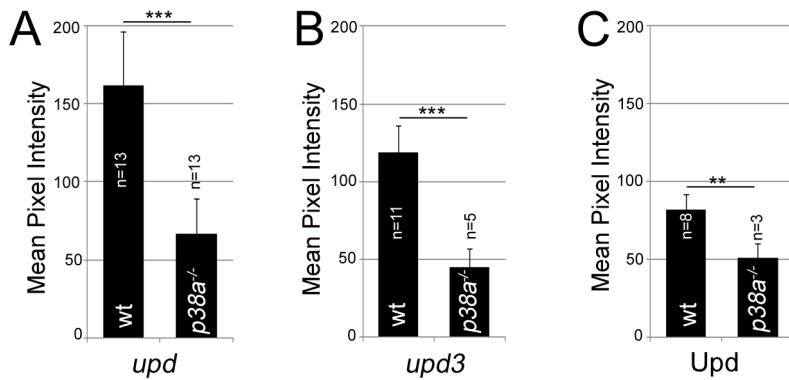 A
***
Mean Pixel Intensity
200
150
100
50
0
n=13
n=13
wt
p38a-/-
upd
B
***
Mean Pixel Intensity
200
150
100
50
0
n=11
n=5
wt
p38a-/-
upd3
C
**
Mean Pixel Intensity
200
150
100
50
0
n=8
n=3
wt
p38a-/-
Upd